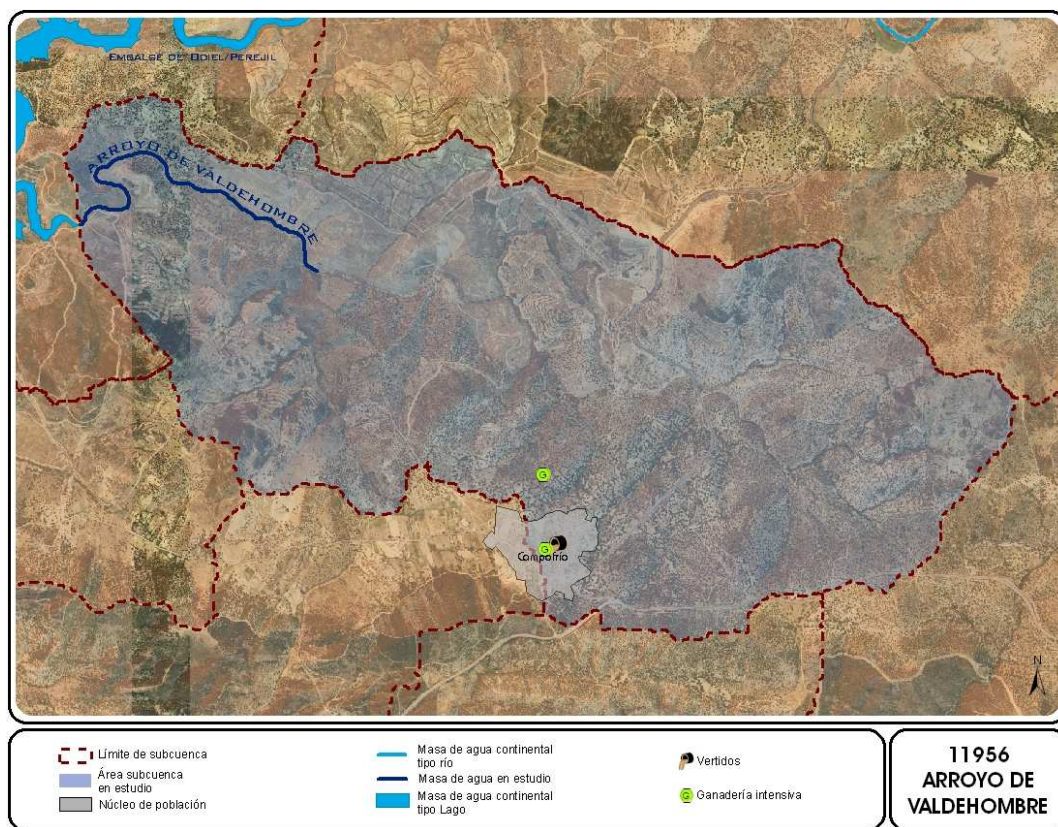 EMBALSE DE ODIEL/PEREJIL
ARROYO DE VALDEHOMBRE
G
G
Campofrío
N
Límite de subcuenca
Área subcuenca
en estudio
Núcleo de población
Masa de agua continental
tipo río
Masa de agua en estudio
Masa de agua continental
tipo Lago
Vertidos
G Ganadería intensiva
11956
ARROYO DE
VALDEHOMBRE